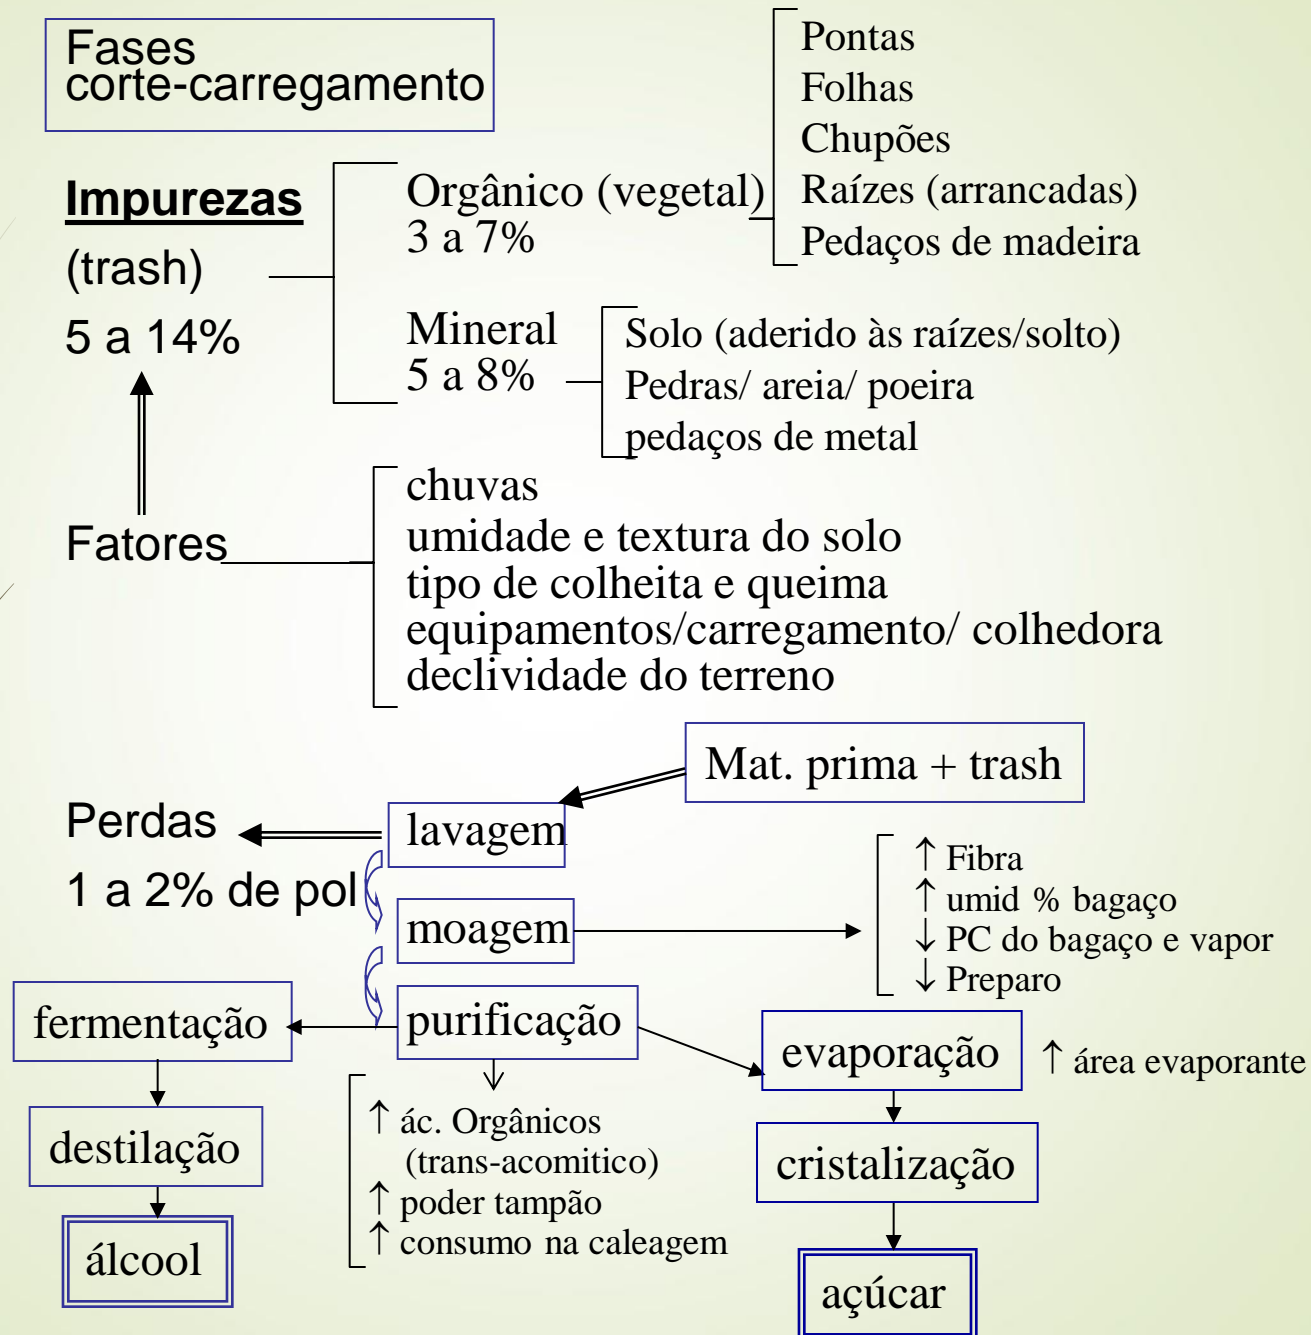 Fases
corte-carregamento
Impurezas
(trash)
5 a 14%
Orgânico (vegetal)
3 a 7%
Pontas
Folhas
Chupões
Raízes (arrancadas)
Pedaços de madeira
Mineral
5 a 8%
Solo (aderido às raízes/solto)
Pedras/ areia/ poeira
pedaços de metal
Fatores
chuvas
umidade e textura do solo
tipo de colheita e queima
equipamentos/carregamento/ colhedora
declividade do terreno
Mat. prima + trash
Perdas
1 a 2% de pol
lavagem
moagem
↑ Fibra
↑ umid % bagaço
↓ PC do bagaço e vapor
↓ Preparo
fermentação
purificação
evaporação
↑ área evaporante
destilação
↑ ác. Orgânicos
(trans-acomitico)
↑ poder tampão
↑ consumo na caleagem
cristalização
álcool
açúcar